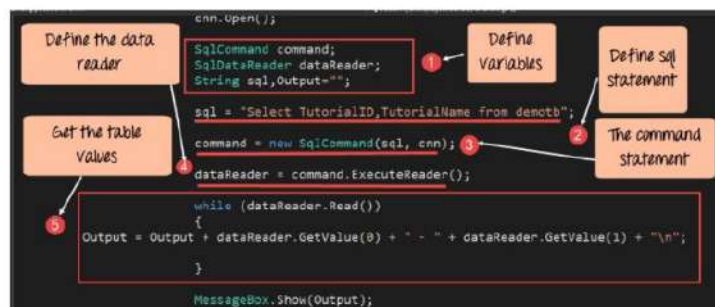 cnn.Open();
Define the data
reader
SqlCommand command;
SqlDataReader dataReader;
String sql,Output="";
1
Define
variables
Define sql
statement
sql = "Select TutorialID,TutorialName from demotb";
2
Get the table
values
command = new SqlCommand(sql, cnn);
3
The command
statement
4
dataReader = command.ExecuteReader();
5
while (dataReader.Read())
{
Output = Output + dataReader.GetValue(0) + " - " + dataReader.GetValue(1) + "\n";
}
MessageBox.Show(Output);